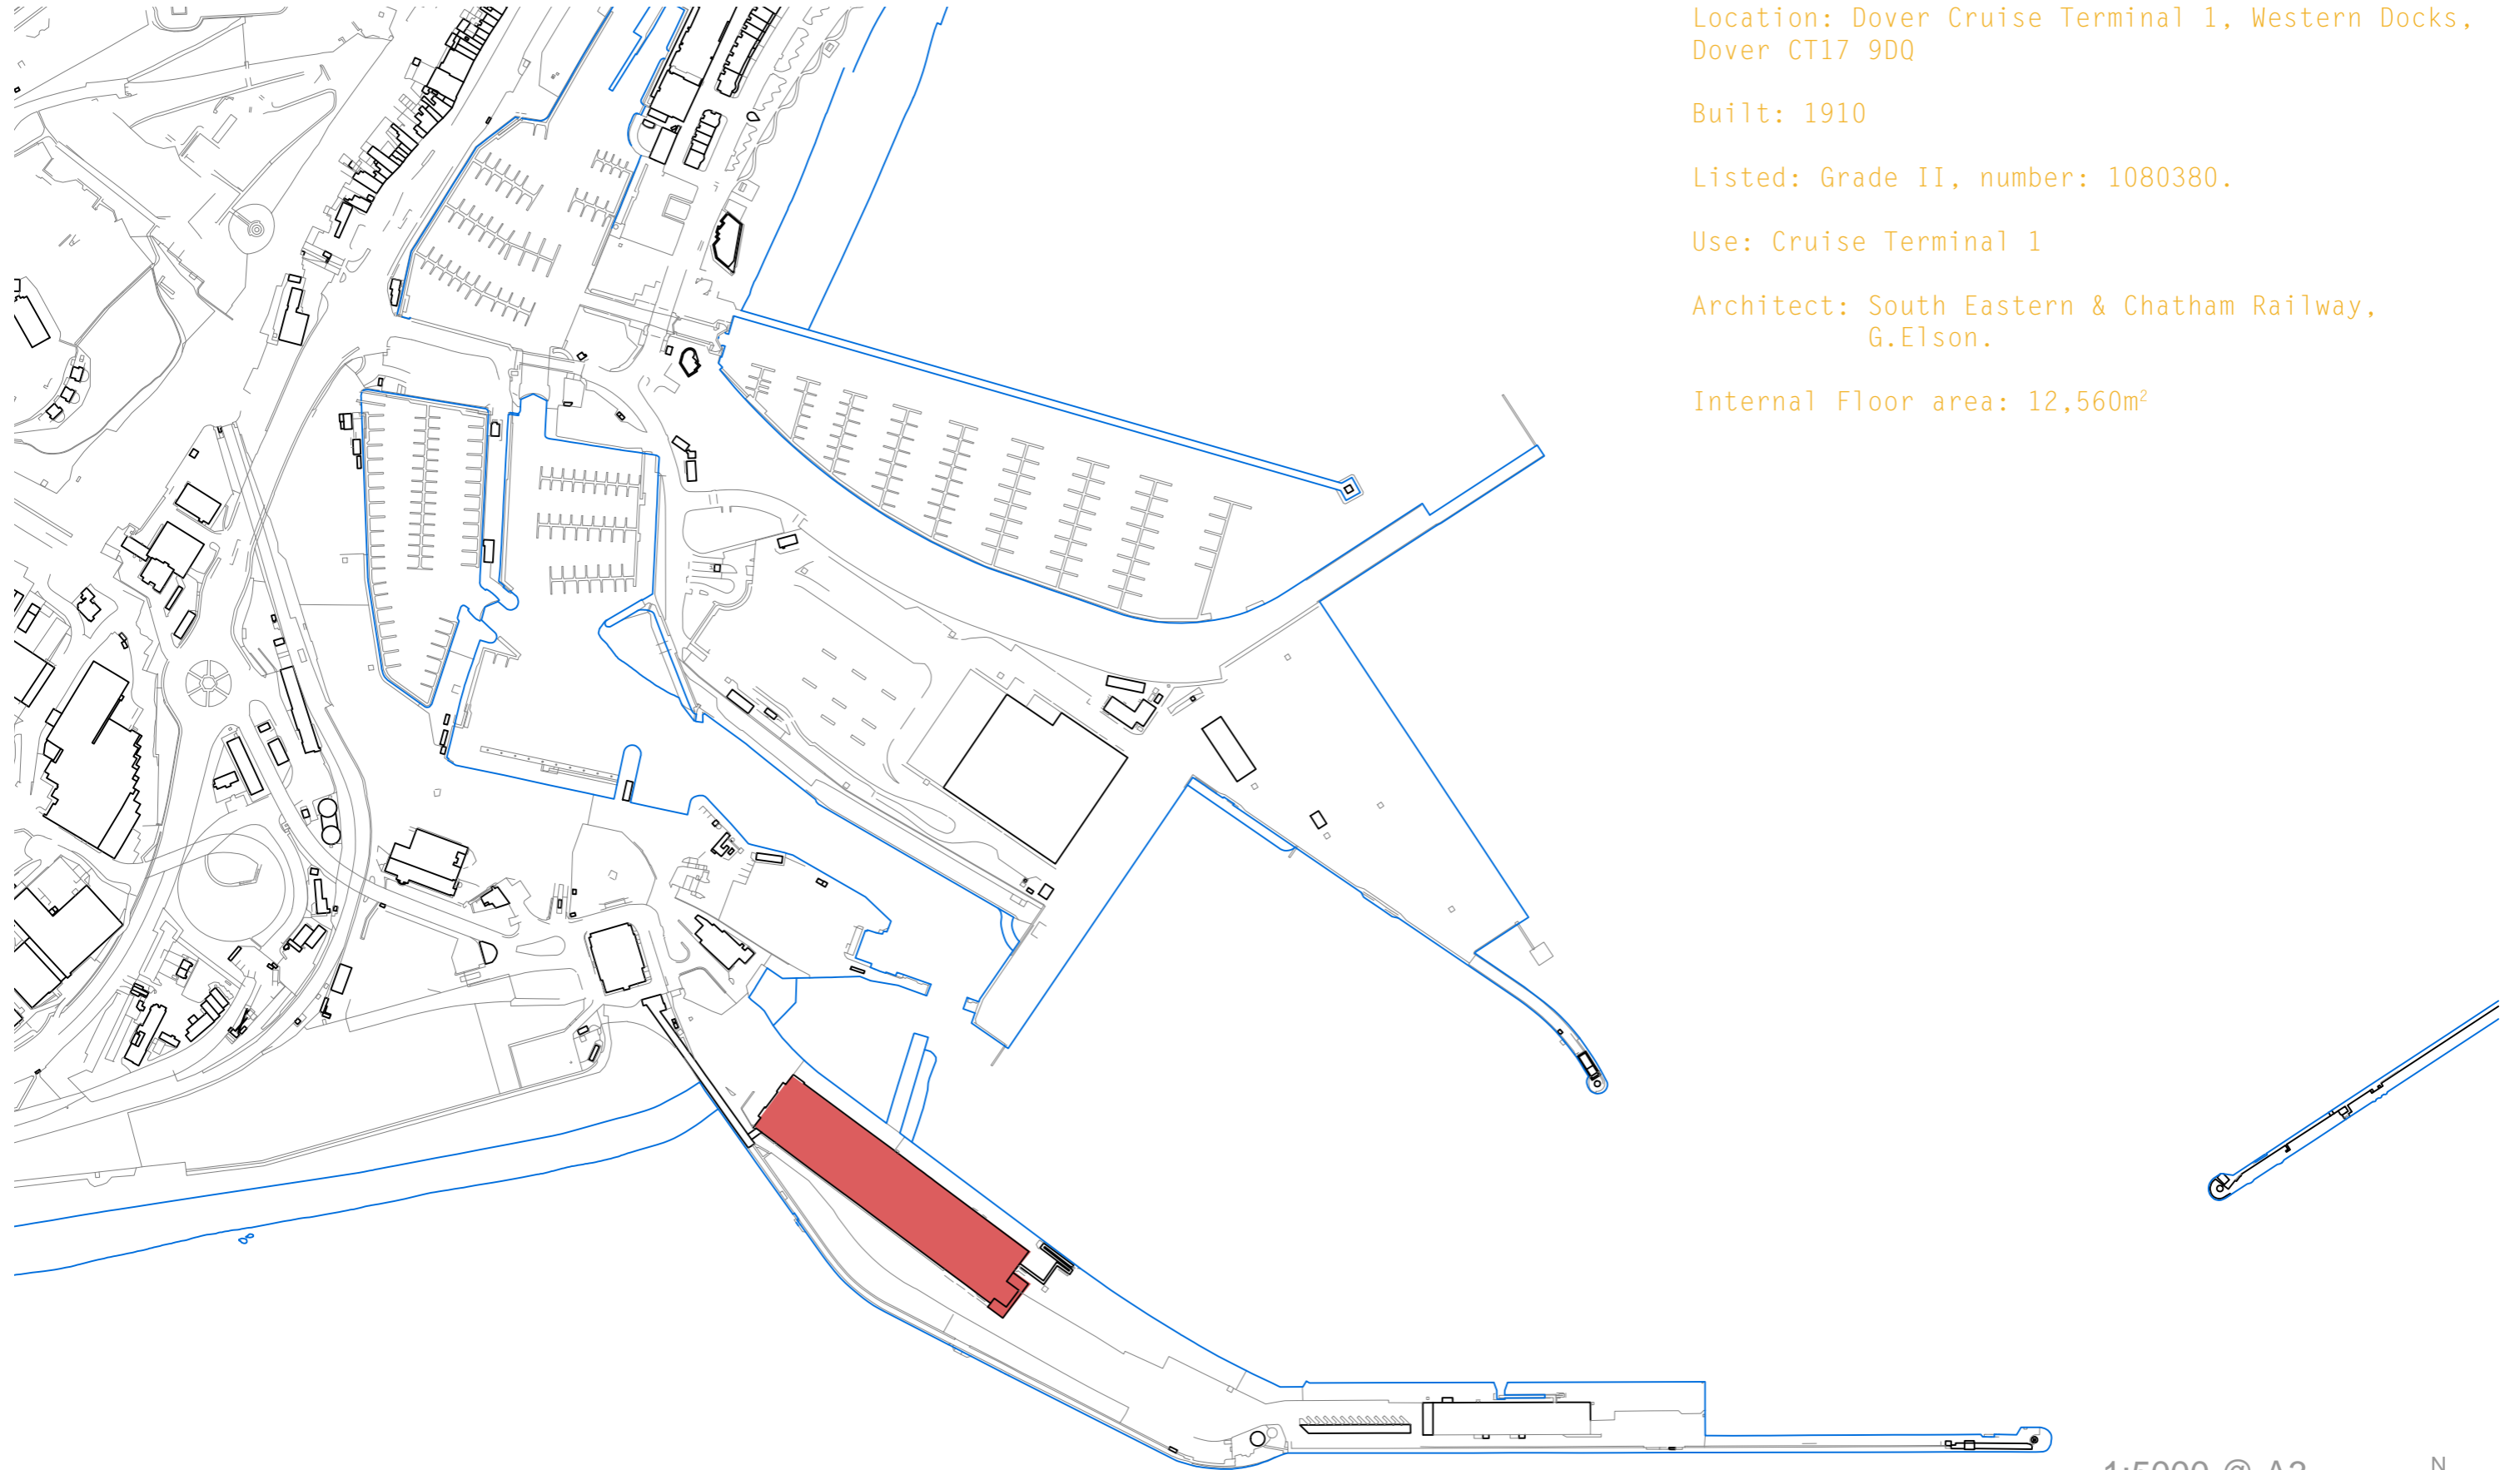 Location: Dover Cruise Terminal 1, Western Docks,
Dover CT17 9DQ
Built: 1910
Listed: Grade II, number: 1080380.
Use: Cruise Terminal 1
Architect: South Eastern & Chatham Railway,
G.Elson.
Internal Floor area: 12,560m²
N